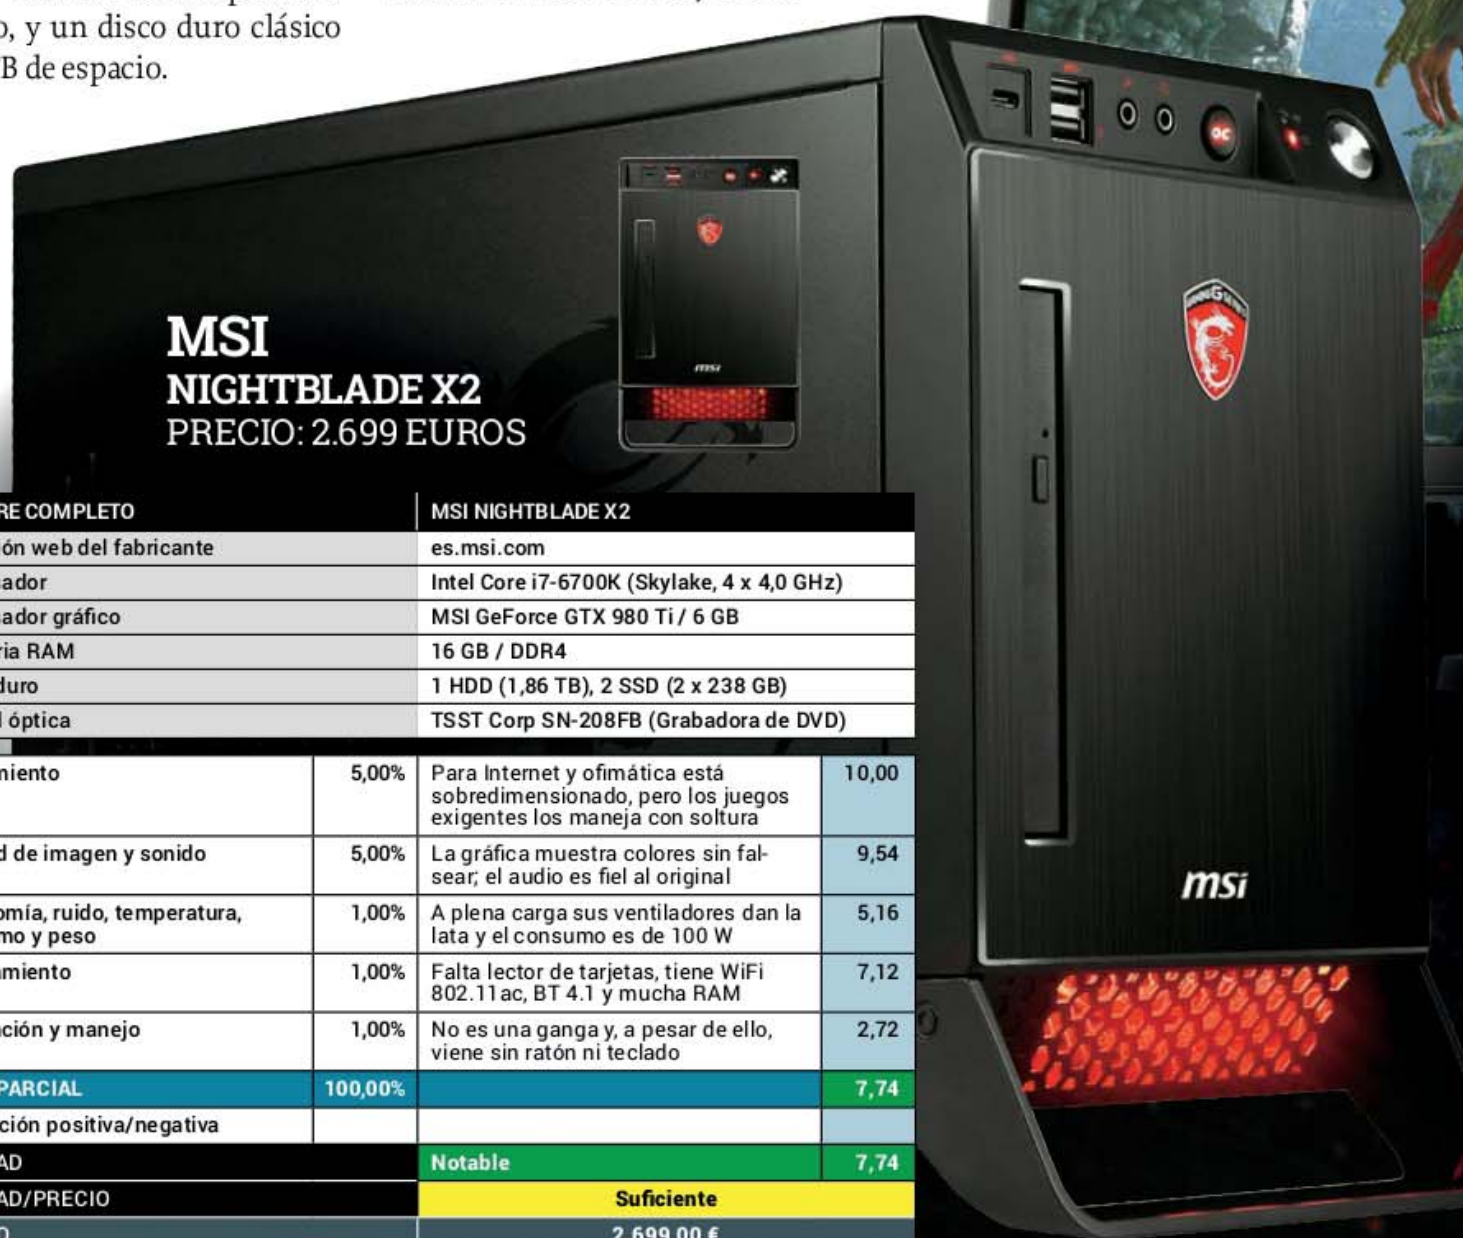 o, y un disco duro clásico
B de espacio.
MSI
NIGHTBLADE X2
PRECIO: 2.699 EUROS
msi
OC
msi
RE COMPLETO MSI NIGHTBLADE X2
ón web del fabricante es.msi.com
ador Intel Core i7-6700K (Skylake, 4 x 4,0 GHz)
ador gráfico MSI GeForce GTX 980 Ti / 6 GB
ria RAM 16 GB / DDR4
duro 1 HDD (1,86 TB), 2 SSD (2 x 238 GB)
l óptica TSST Corp SN-208FB (Grabadora de DVD)
miento 5,00% Para Internet y ofimática está 10,00
sobredimensionado, pero los juegos
exigentes los maneja con soltura
d de imagen y sonido 5,00% La gráfica muestra colores sin fal- 9,54
sear; el audio es fiel al original
omía, ruido, temperatura, 1,00% A plena carga sus ventiladores dan la 5,16
mo y peso lata y el consumo es de 100 W
amiento 1,00% Falta lector de tarjetas, tiene WiFi 7,12
802.11ac, BT 4.1 y mucha RAM
ación y manejo 1,00% No es una ganga y, a pesar de ello, 2,72
viene sin ratón ni teclado
PARCIAL 100,00% 7,74
ción positiva/negativa
AD Notable 7,74
AD/PRECIO Suficiente
O 2.699,00 €